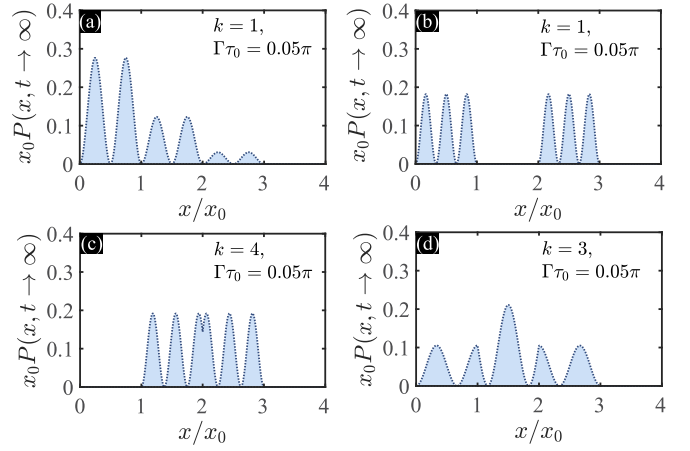 (a)
k = 1,
Γτ₀ = 0.05π
x₀P(x, t → ∞)
0.4
0.3
0.2
0.1
0
0 1 2 3 4
x/x₀
(b)
k = 1,
Γτ₀ = 0.05π
x₀P(x, t → ∞)
0.4
0.3
0.2
0.1
0
0 1 2 3 4
x/x₀
(c)
k = 4,
Γτ₀ = 0.05π
x₀P(x, t → ∞)
0.4
0.3
0.2
0.1
0
0 1 2 3 4
x/x₀
(d)
k = 3,
Γτ₀ = 0.05π
x₀P(x, t → ∞)
0.4
0.3
0.2
0.1
0
0 1 2 3 4
x/x₀